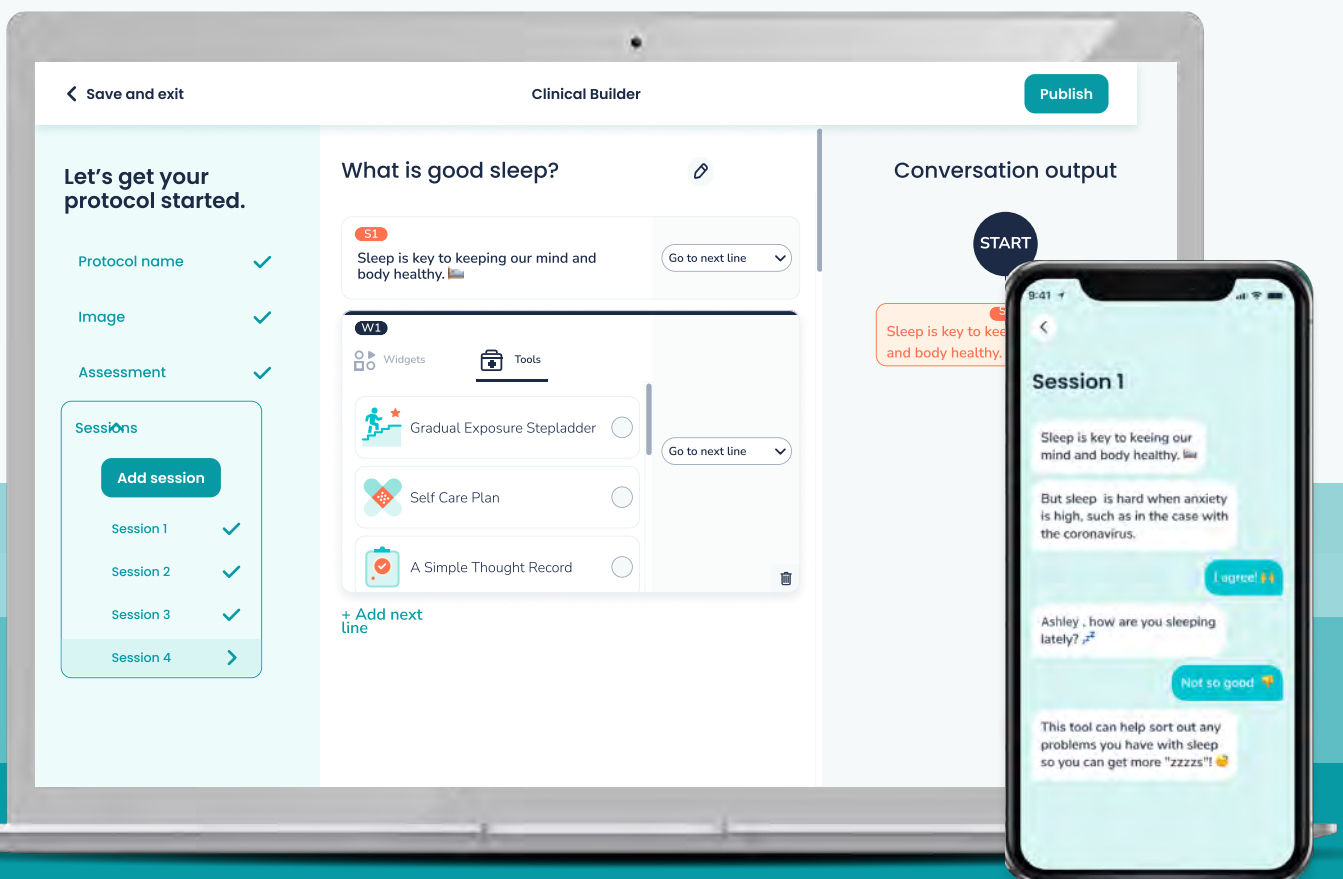 Save and exit
Clinical Builder
Publish
Let's get your
protocol started.
Protocol name
Image
Assessment
Sessions
Add session
Session 1
Session 2
Session 3
Session 4
What is good sleep?
S1
Sleep is key to keeping our mind and
body healthy.
Go to next line
W1
Widgets
Tools
Gradual Exposure Stepladder
Self Care Plan
A Simple Thought Record
Go to next line
+ Add next
line
Conversation output
START
Sleep is key to kee
and body healthy.
9:41
Session 1
Sleep is key to keeing our
mind and body healthy.
But sleep is hard when anxiety
is high, such as in the case with
the coronavirus.
I agree!
Ashley , how are you sleeping
lately?
Not so good
This tool can help sort out any
problems you have with sleep
so you can get more "zzzzs"!